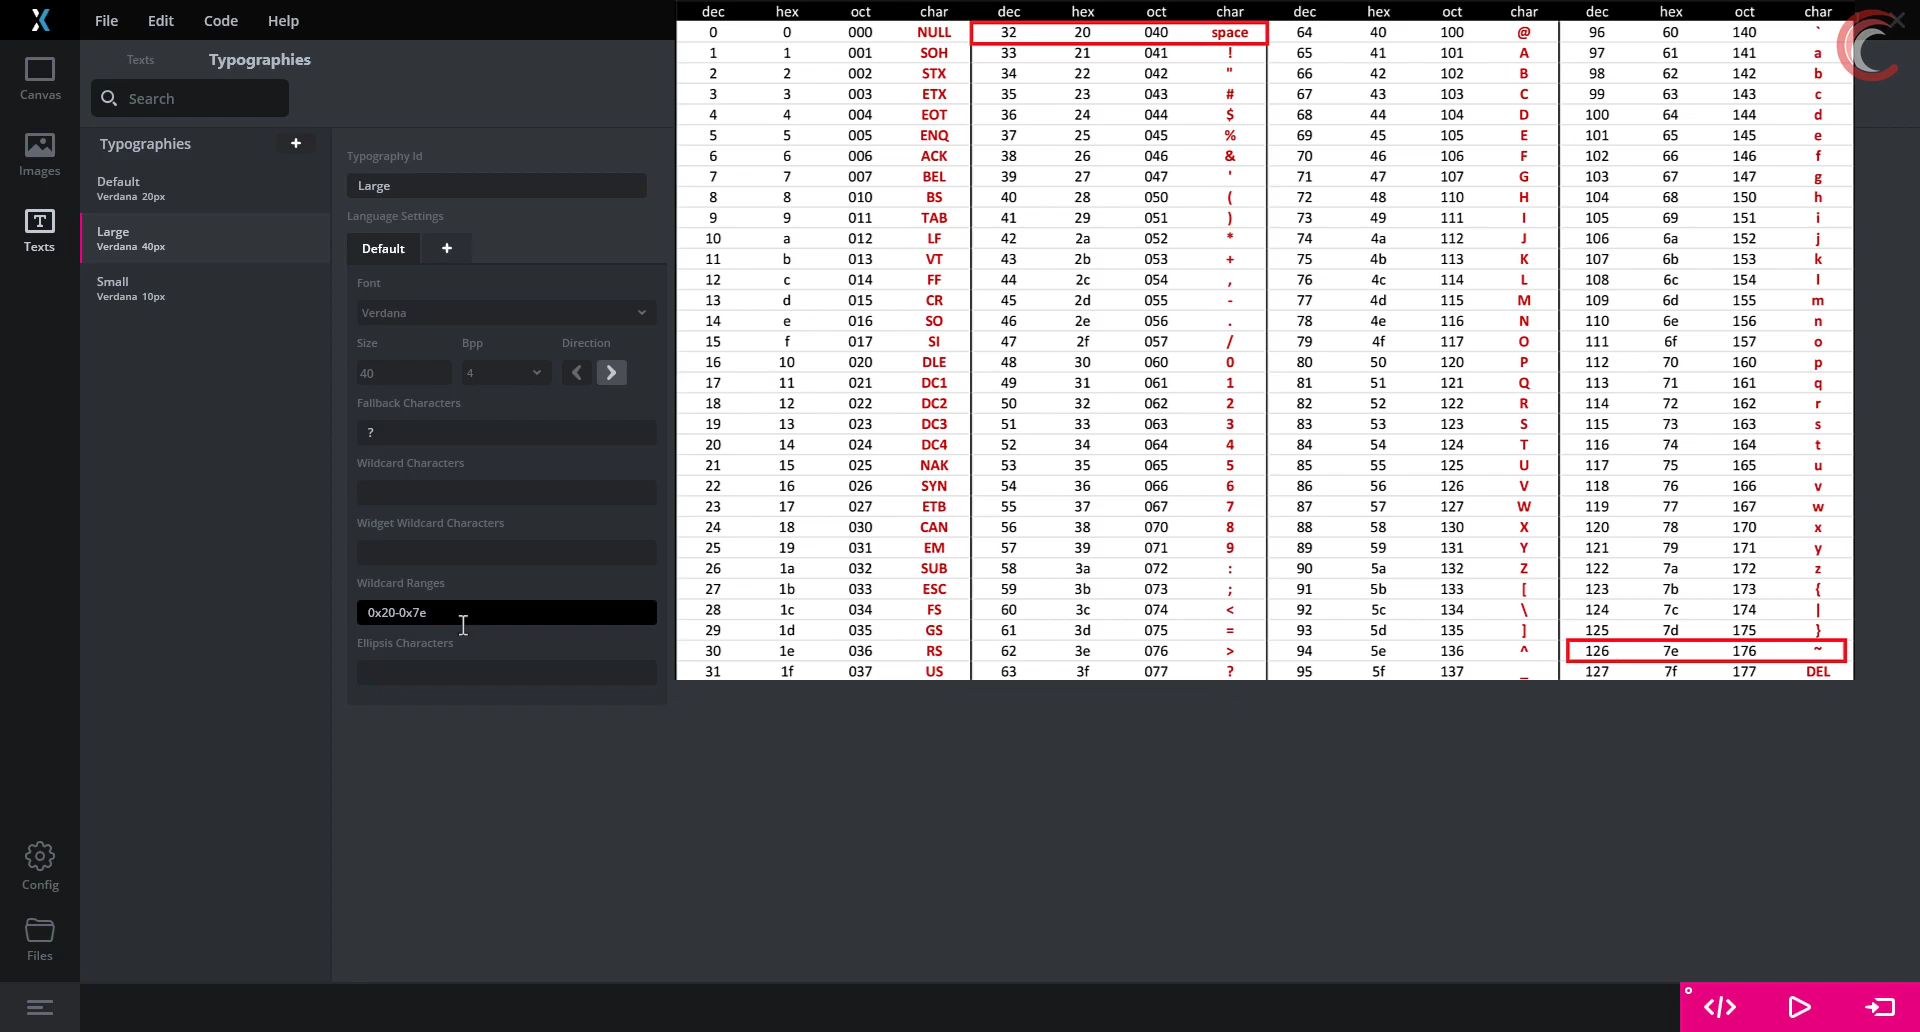 File Edit Code Help
Canvas
Images
Texts
Config
Files
Texts Typographies
Search
Typographies +
Default
Verdana 20px
Large
Verdana 40px
Small
Verdana 10px
Typography Id
Large
Language Settings
Default +
Font
Verdana
Size Bpp Direction
40 4
Fallback Characters
?
Wildcard Characters
Widget Wildcard Characters
Wildcard Ranges
0x20-0x7e
Ellipsis Characters
dec hex oct char dec hex oct char dec hex oct char dec hex oct char
0 0 000 NULL 32 20 040 space 64 40 100 @ 96 60 140 `
1 1 001 SOH 33 21 041 ! 65 41 101 A 97 61 141 a
2 2 002 STX 34 22 042 " 66 42 102 B 98 62 142 b
3 3 003 ETX 35 23 043 # 67 43 103 C 99 63 143 c
4 4 004 EOT 36 24 044 $ 68 44 104 D 100 64 144 d
5 5 005 ENQ 37 25 045 % 69 45 105 E 101 65 145 e
6 6 006 ACK 38 26 046 & 70 46 106 F 102 66 146 f
7 7 007 BEL 39 27 047 ' 71 47 107 G 103 67 147 g
8 8 010 BS 40 28 050 ( 72 48 110 H 104 68 150 h
9 9 011 TAB 41 29 051 ) 73 49 111 I 105 69 151 i
10 a 012 LF 42 2a 052 * 74 4a 112 J 106 6a 152 j
11 b 013 VT 43 2b 053 + 75 4b 113 K 107 6b 153 k
12 c 014 FF 44 2c 054 , 76 4c 114 L 108 6c 154 l
13 d 015 CR 45 2d 055 - 77 4d 115 M 109 6d 155 m
14 e 016 SO 46 2e 056 . 78 4e 116 N 110 6e 156 n
15 f 017 SI 47 2f 057 / 79 4f 117 O 111 6f 157 o
16 10 020 DLE 48 30 060 0 80 50 120 P 112 70 160 p
17 11 021 DC1 49 31 061 1 81 51 121 Q 113 71 161 q
18 12 022 DC2 50 32 062 2 82 52 122 R 114 72 162 r
19 13 023 DC3 51 33 063 3 83 53 123 S 115 73 163 s
20 14 024 DC4 52 34 064 4 84 54 124 T 116 74 164 t
21 15 025 NAK 53 35 065 5 85 55 125 U 117 75 165 u
22 16 026 SYN 54 36 066 6 86 56 126 V 118 76 166 v
23 17 027 ETB 55 37 067 7 87 57 127 W 119 77 167 w
24 18 030 CAN 56 38 070 8 88 58 130 X 120 78 170 x
25 19 031 EM 57 39 071 9 89 59 131 Y 121 79 171 y
26 1a 032 SUB 58 3a 072 : 90 5a 132 Z 122 7a 172 z
27 1b 033 ESC 59 3b 073 ; 91 5b 133 [ 123 7b 173 {
28 1c 034 FS 60 3c 074 < 92 5c 134 \ 124 7c 174 |
29 1d 035 GS 61 3d 075 = 93 5d 135 ] 125 7d 175 }
30 1e 036 RS 62 3e 076 > 94 5e 136 ^ 126 7e 176 ~
31 1f 037 US 63 3f 077 ? 95 5f 137 _ 127 7f 177 DEL